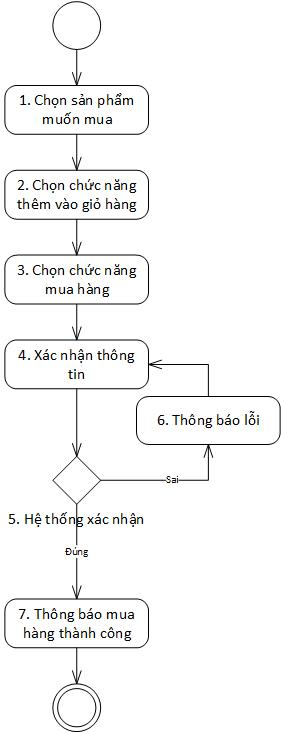 1. Chọn sản phẩm
muốn mua
2. Chọn chức năng
thêm vào giỏ hàng
3. Chọn chức năng
mua hàng
4. Xác nhận thông
tin
6. Thông báo lỗi
Sai
5. Hệ thống xác nhận
Đúng
7. Thông báo mua
hàng thành công